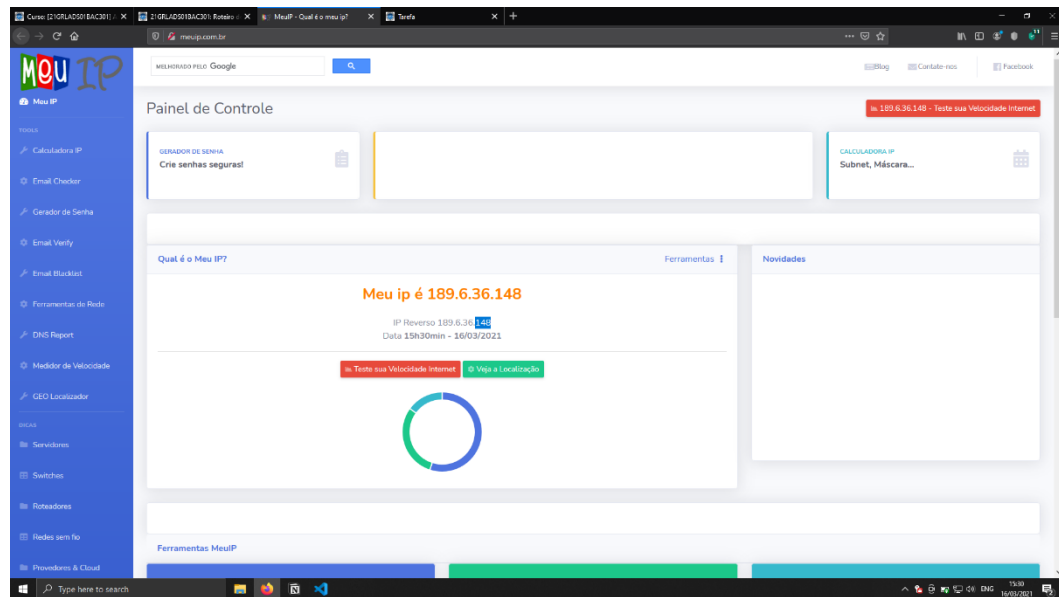 Curso: [21GRLADS01BAC301] A
21GRLADS01BAC301: Roteiro d
MeuIP - Qual é o meu ip?
Tarefa
meuip.com.br
Meu IP
MELHORADO PELO Google
Blog
Contate-nos
Facebook
Meu IP
Painel de Controle
189.6.36.148 - Teste sua Velocidade Internet
TOOLS
Calculadora IP
Email Checker
Gerador de Senha
Email Verify
Email Blacklist
Ferramentas de Rede
DNS Report
Medidor de Velocidade
GEO Localizador
DICAS
Servidores
Switches
Roteadores
Redes sem fio
Provedores & Cloud
GERADOR DE SENHA
Crie senhas seguras!
CALCULADORA IP
Subnet, Máscara...
Qual é o Meu IP?
Ferramentas
Novidades
Meu ip é 189.6.36.148
IP Reverso 189.6.36.148
Data 15h30min - 16/03/2021
Teste sua Velocidade Internet
Veja a Localização
Ferramentas MeuIP
Type here to search
ENG
15:30
16/03/2021